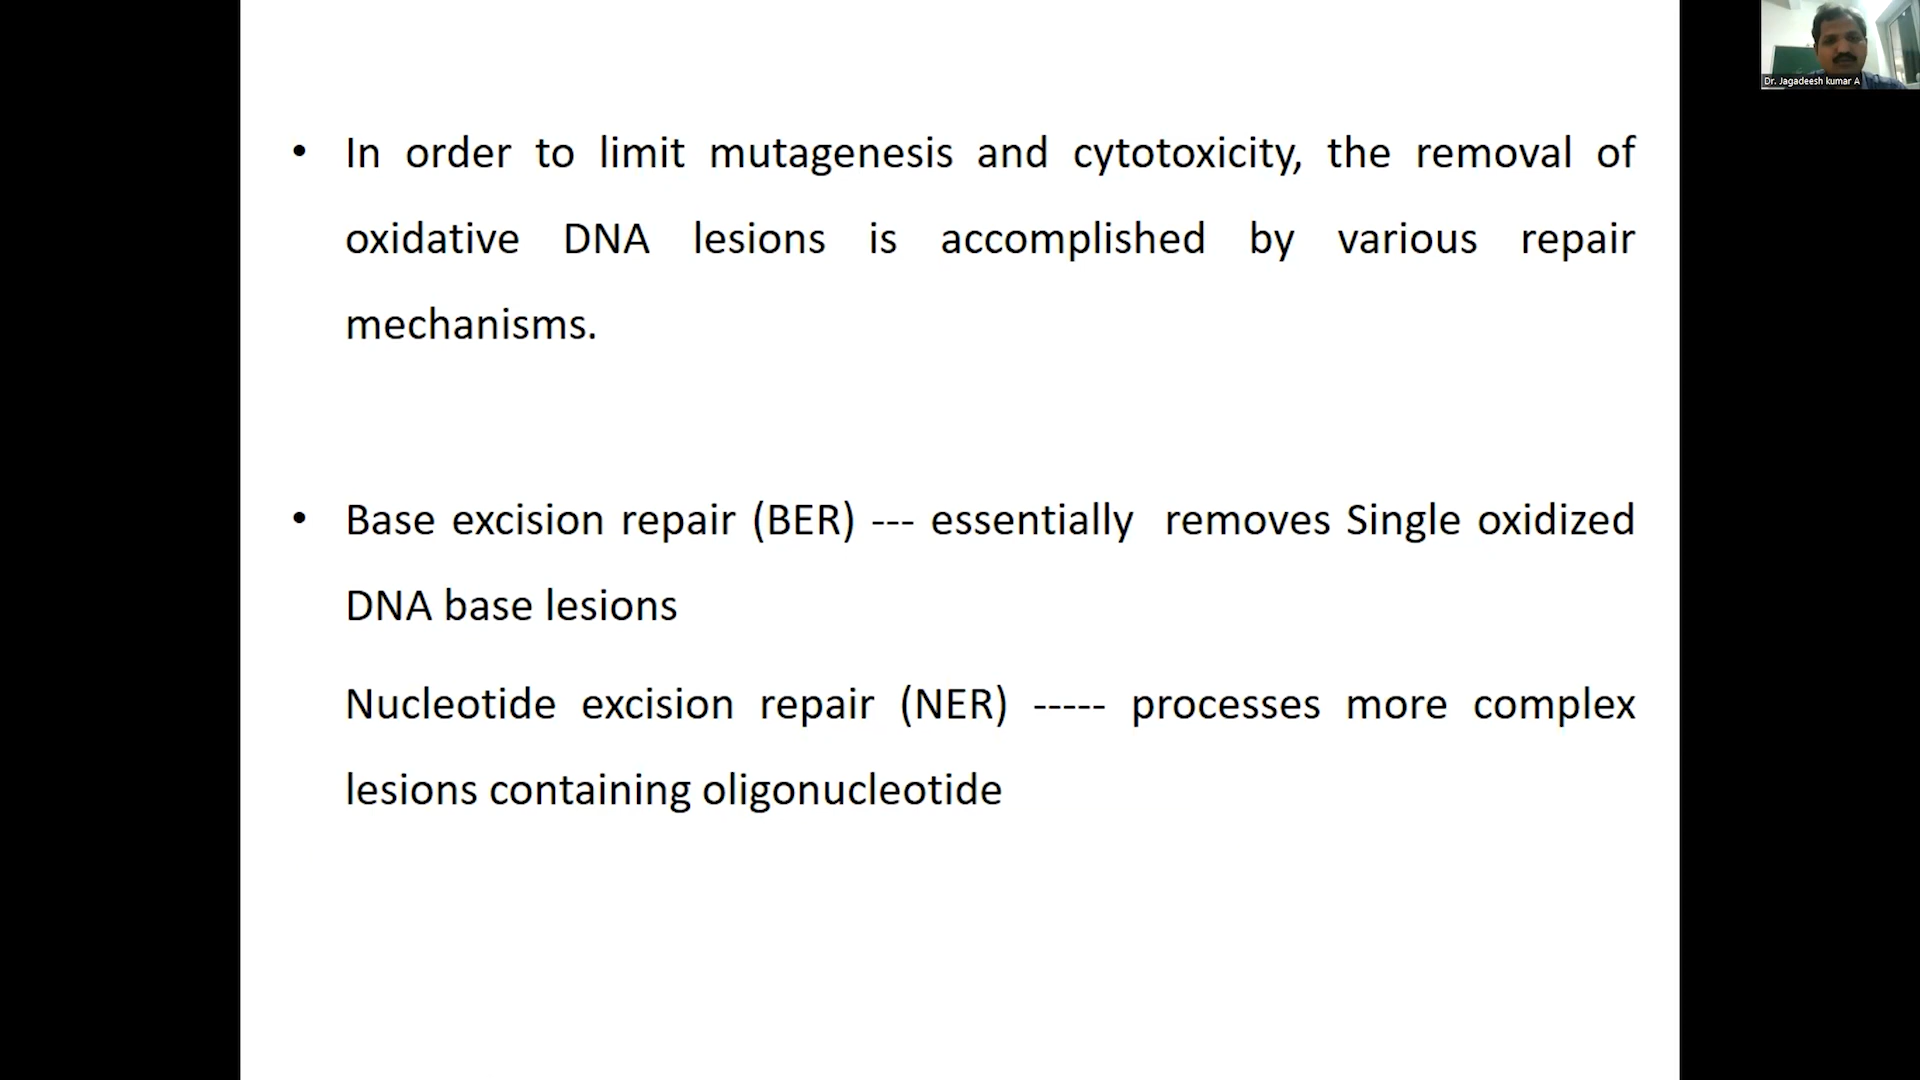 Dr. Jagadeesh kumar A
• In order to limit mutagenesis and cytotoxicity, the removal of
oxidative DNA lesions is accomplished by various repair
mechanisms.
• Base excision repair (BER) --- essentially removes Single oxidized
DNA base lesions
Nucleotide excision repair (NER) ----- processes more complex
lesions containing oligonucleotide